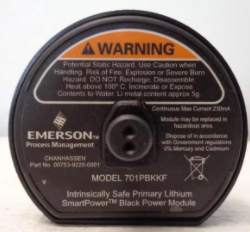 WARNING
Potential Static Hazard. Use Caution when
Handling. Risk of Fire, Explosion or Severe Burn
Hazard. DO NOT Recharge, Disassemble,
Heat above 100° C, Incinerate or Expose
Contents to Water. Li metal content approx 5g.
Continuous Max Current 230mA
Module may be replaced in
hazardous area.
Dispose in accordance
with Government regulations
0% Mercury and Cadmium
EMERSON™
Process Management
CHANHASSEN
Part No. 00753-9220-0001
MODEL 701PBKKF
Intrinsically Safe Primary Lithium
SmartPower™ Black Power Module